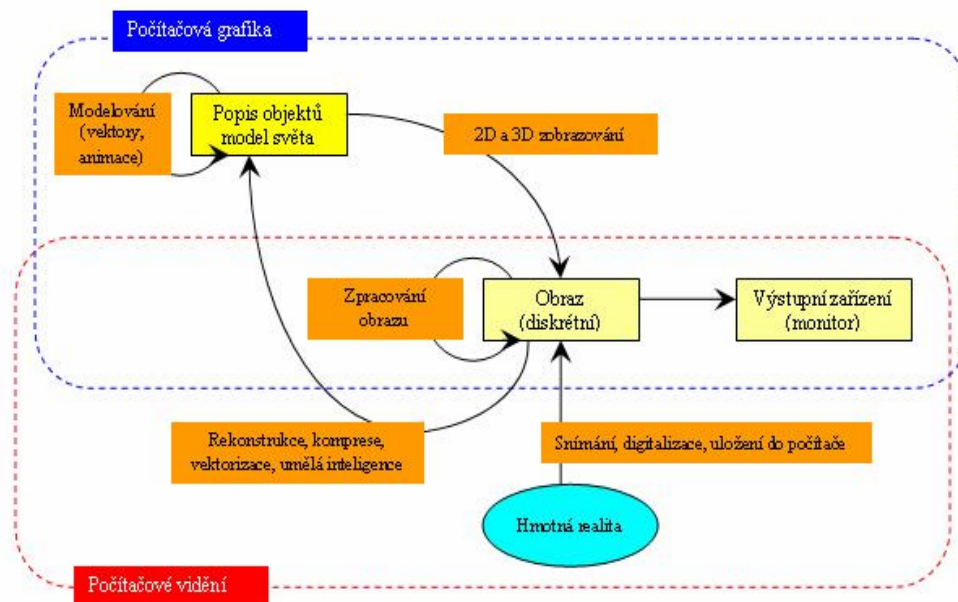 Počítačová grafika
Modelování
(vektory,
animace)
Popis objektů
model světa
2D a 3D zobrazování
Zpracování
obrazu
Obraz
(diskrétní)
Výstupní zařízení
(monitor)
Rekonstrukce, komprese,
vektorizace, umělá inteligence
Snímání, digitalizace, uložení do počítače
Hmotná realita
Počítačové vidění